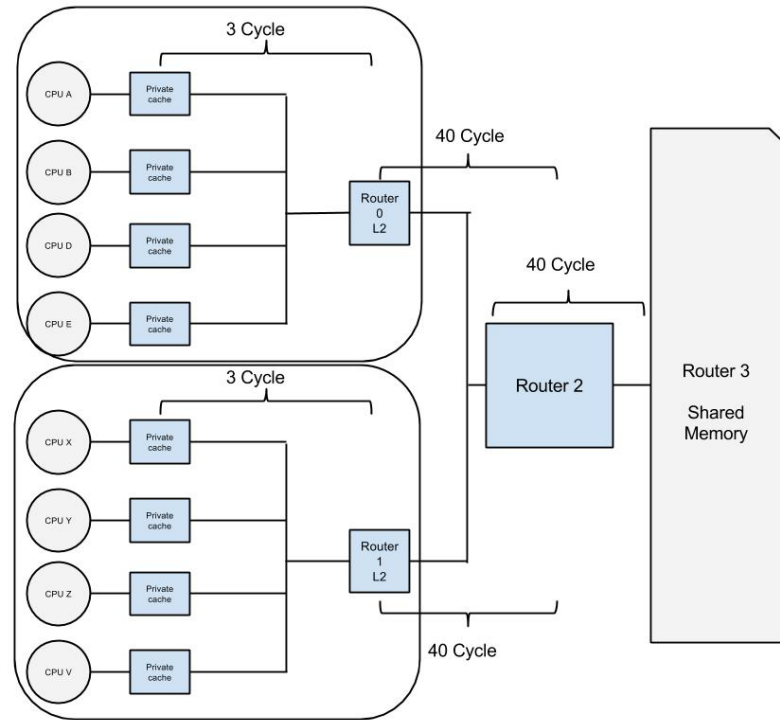 3 Cycle
CPU A
Private
cache
CPU B
Private
cache
CPU D
Private
cache
CPU E
Private
cache
Router
0
L2
40 Cycle
40 Cycle
Router 2
Router 3
Shared
Memory
3 Cycle
CPU X
Private
cache
CPU Y
Private
cache
CPU Z
Private
cache
CPU V
Private
cache
Router
1
L2
40 Cycle